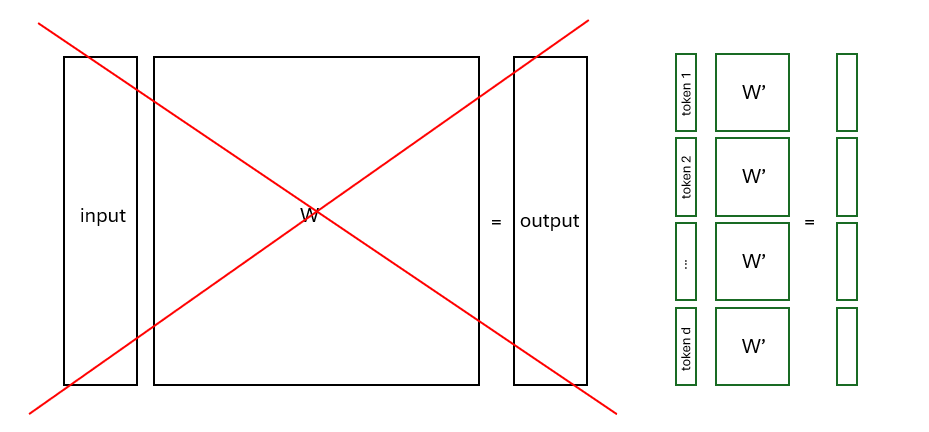 input
W
=
output
token 1
token 2
...
token d
W’
W’
W’
W’
=